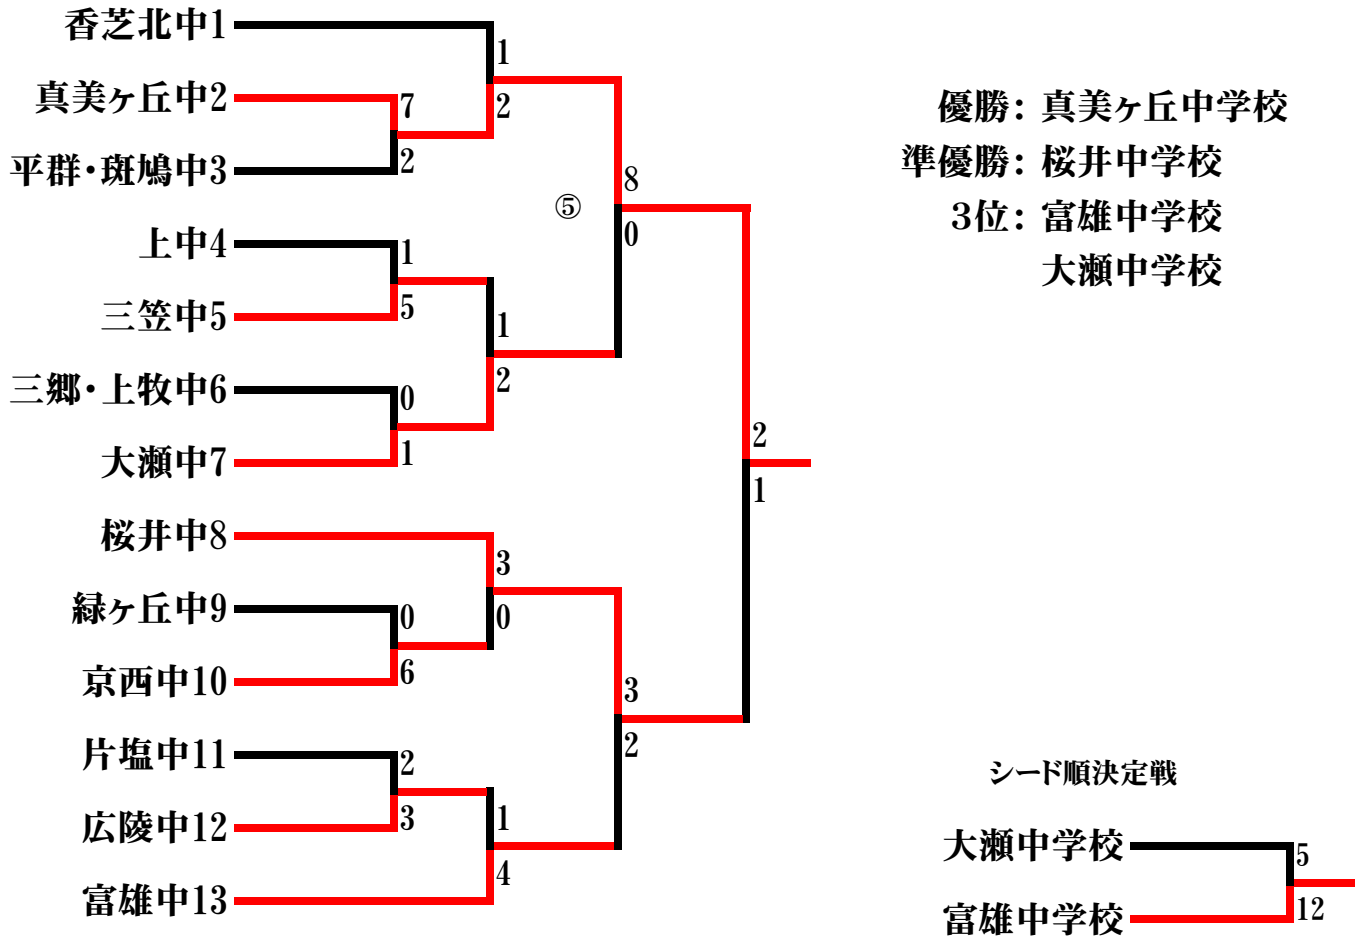 香芝北中1
真美ヶ丘中2
平群・斑鳩中3
上中4
三笠中5
三郷・上牧中6
大瀬中7
桜井中8
緑ヶ丘中9
京西中10
片塩中11
広陵中12
富雄中13
7
2
1
5
0
1
0
6
2
3
1
2
1
2
3
0
1
4
⑤
8
0
3
2
2
1
優勝：真美ヶ丘中学校
準優勝：桜井中学校
3位：富雄中学校
大瀬中学校
シード順決定戦
大瀬中学校
富雄中学校
5
12